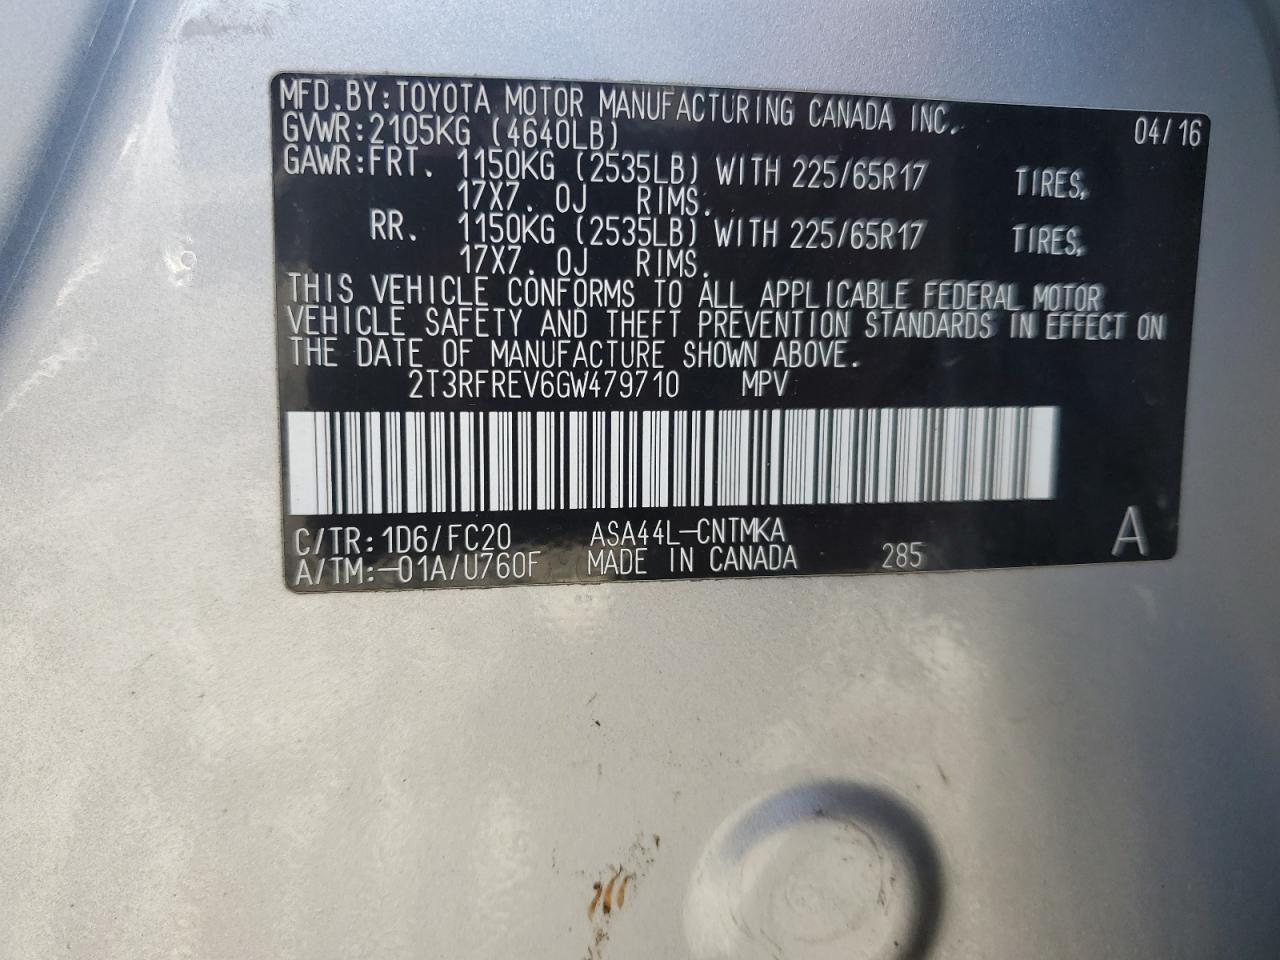 MFD.BY:TOYOTA MOTOR MANUFACTURING CANADA INC. 04/16
GVWR:2105KG (4640LB)
GAWR:FRT. 1150KG (2535LB) WITH 225/65R17 TIRES,
17X7.0J RIMS.
RR. 1150KG (2535LB) WITH 225/65R17 TIRES,
17X7.0J RIMS.
THIS VEHICLE CONFORMS TO ALL APPLICABLE FEDERAL MOTOR
VEHICLE SAFETY AND THEFT PREVENTION STANDARDS IN EFFECT ON
THE DATE OF MANUFACTURE SHOWN ABOVE.
2T3RFREV6GW479710 MPV
C/TR:1D6/FC20 ASA44L-CNTMKA A
A/TM:-01A/U760F MADE IN CANADA 285